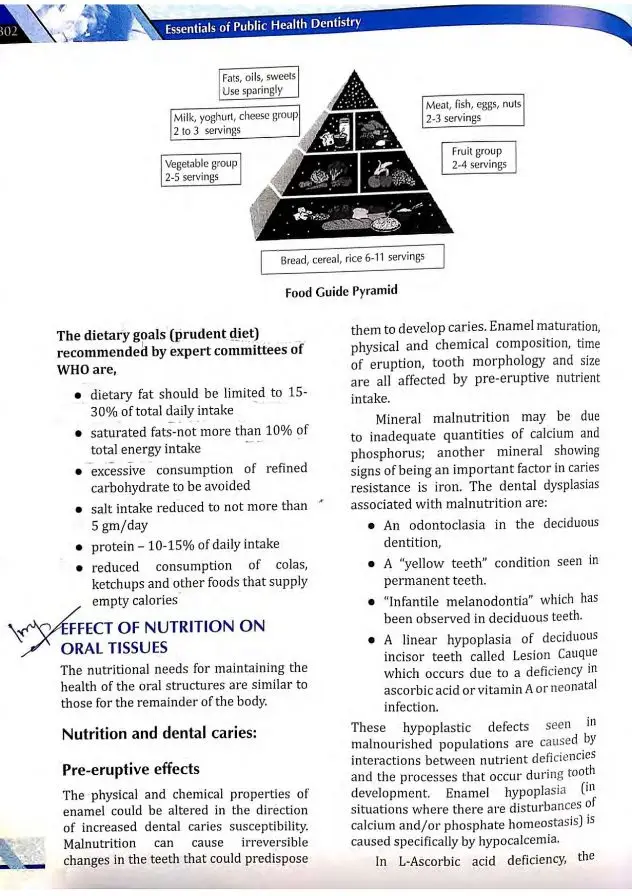 302
Essentials of Public Health Dentistry
Fats, oils, sweets
Use sparingly
Milk, yoghurt, cheese group
2 to 3 servings
Meat, fish, eggs, nuts
2-3 servings
Vegetable group
2-5 servings
Fruit group
2-4 servings
Bread, cereal, rice 6-11 servings
Food Guide Pyramid
The dietary goals (prudent diet)
recommended by expert committees of
WHO are,
• dietary fat should be limited to 15-
30% of total daily intake
• saturated fats-not more than 10% of
total energy intake
• excessive consumption of refined
carbohydrate to be avoided
• salt intake reduced to not more than
5 gm/day
• protein – 10-15% of daily intake
• reduced consumption of colas,
ketchups and other foods that supply
empty calories
Imp
EFFECT OF NUTRITION ON
ORAL TISSUES
The nutritional needs for maintaining the
health of the oral structures are similar to
those for the remainder of the body.
Nutrition and dental caries:
Pre-eruptive effects
The physical and chemical properties of
enamel could be altered in the direction
of increased dental caries susceptibility.
Malnutrition can cause irreversible
changes in the teeth that could predispose
them to develop caries. Enamel maturation,
physical and chemical composition, time
of eruption, tooth morphology and size
are all affected by pre-eruptive nutrient
intake.
Mineral malnutrition may be due
to inadequate quantities of calcium and
phosphorus; another mineral showing
signs of being an important factor in caries
resistance is iron. The dental dysplasias
associated with malnutrition are:
• An odontoclasia in the deciduous
dentition,
• A “yellow teeth” condition seen in
permanent teeth.
• “Infantile melanodontia” which has
been observed in deciduous teeth.
• A linear hypoplasia of deciduous
incisor teeth called Lesion Cauque
which occurs due to a deficiency in
ascorbic acid or vitamin A or neonatal
infection.
These hypoplastic defects seen in
malnourished populations are caused by
interactions between nutrient deficiencies
and the processes that occur during tooth
development. Enamel hypoplasia (in
situations where there are disturbances of
calcium and/or phosphate homeostasis) is
caused specifically by hypocalcemia.
In L-Ascorbic acid deficiency, the